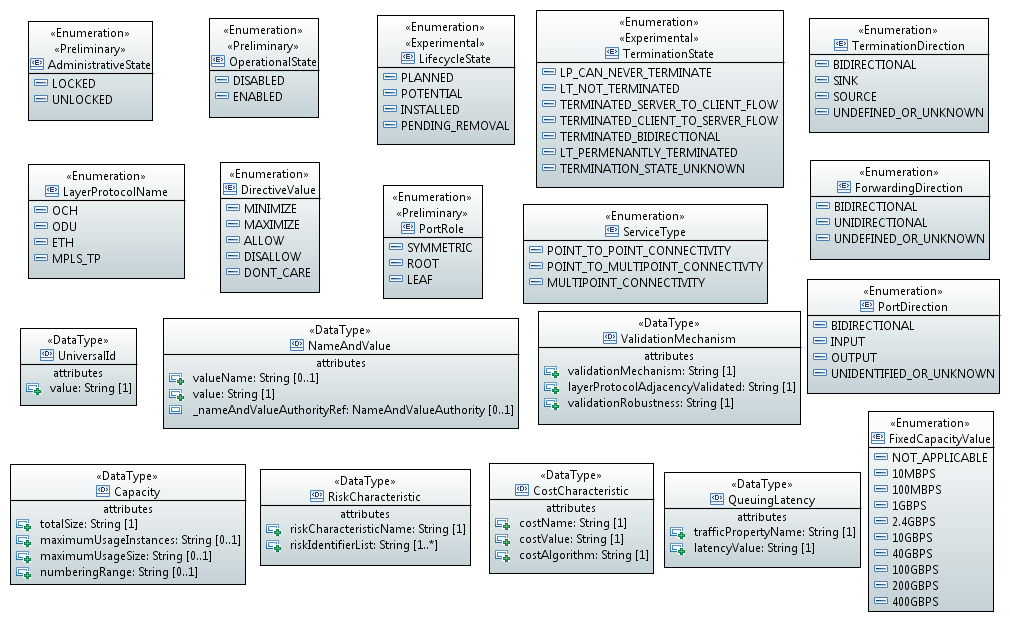 «Enumeration»
«Preliminary»
AdministrativeState
LOCKED
UNLOCKED
«Enumeration»
«Preliminary»
OperationalState
DISABLED
ENABLED
«Enumeration»
«Experimental»
LifecycleState
PLANNED
POTENTIAL
INSTALLED
PENDING_REMOVAL
«Enumeration»
«Experimental»
TerminationState
LP_CAN_NEVER_TERMINATE
LT_NOT_TERMINATED
TERMINATED_SERVER_TO_CLIENT_FLOW
TERMINATED_CLIENT_TO_SERVER_FLOW
TERMINATED_BIDIRECTIONAL
LT_PERMENANTLY_TERMINATED
TERMINATION_STATE_UNKNOWN
«Enumeration»
TerminationDirection
BIDIRECTIONAL
SINK
SOURCE
UNDEFINED_OR_UNKNOWN
«Enumeration»
LayerProtocolName
OCH
ODU
ETH
MPLS_TP
«Enumeration»
DirectiveValue
MINIMIZE
MAXIMIZE
ALLOW
DISALLOW
DONT_CARE
«Enumeration»
«Preliminary»
PortRole
SYMMETRIC
ROOT
LEAF
«Enumeration»
ServiceType
POINT_TO_POINT_CONNECTIVITY
POINT_TO_MULTIPOINT_CONNECTIVTY
MULTIPOINT_CONNECTIVITY
«Enumeration»
ForwardingDirection
BIDIRECTIONAL
UNIDIRECTIONAL
UNDEFINED_OR_UNKNOWN
«Enumeration»
PortDirection
BIDIRECTIONAL
INPUT
OUTPUT
UNIDENTIFIED_OR_UNKNOWN
«DataType»
UniversalId
attributes
value: String [1]
«DataType»
NameAndValue
attributes
valueName: String [0..1]
value: String [1]
_nameAndValueAuthorityRef: NameAndValueAuthority [0..1]
«DataType»
ValidationMechanism
attributes
validationMechanism: String [1]
layerProtocolAdjacencyValidated: String [1]
validationRobustness: String [1]
«Enumeration»
FixedCapacityValue
NOT_APPLICABLE
10MBPS
100MBPS
1GBPS
2.4GBPS
10GBPS
40GBPS
100GBPS
200GBPS
400GBPS
«DataType»
Capacity
attributes
totalSize: String [1]
maximumUsageInstances: String [0..1]
maximumUsageSize: String [0..1]
numberingRange: String [0..1]
«DataType»
RiskCharacteristic
attributes
riskCharacteristicName: String [1]
riskIdentifierList: String [1..*]
«DataType»
CostCharacteristic
attributes
costName: String [1]
costValue: String [1]
costAlgorithm: String [1]
«DataType»
QueuingLatency
attributes
trafficPropertyName: String [1]
latencyValue: String [1]